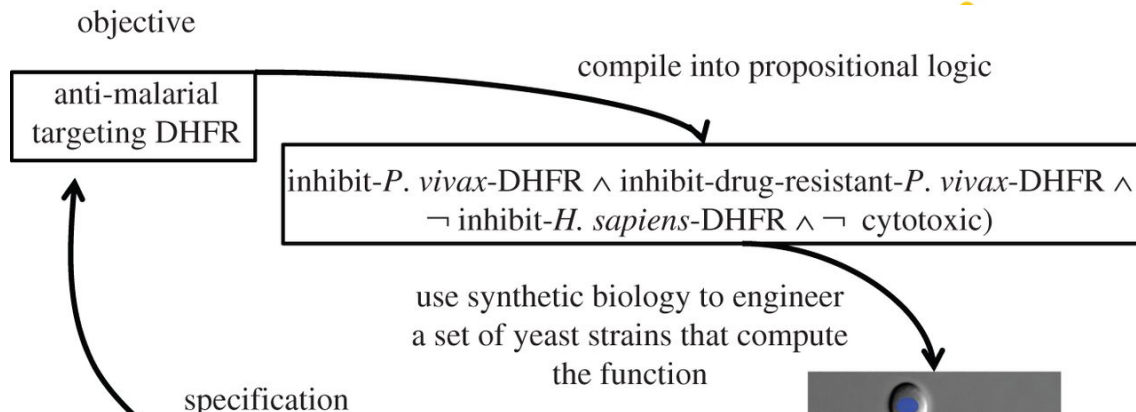 objective
anti-malarial
targeting DHFR
compile into propositional logic
inhibit-P. vivax-DHFR ∧ inhibit-drug-resistant-P. vivax-DHFR ∧
¬ inhibit-H. sapiens-DHFR ∧ ¬ cytotoxic)
use synthetic biology to engineer
a set of yeast strains that compute
the function
specification